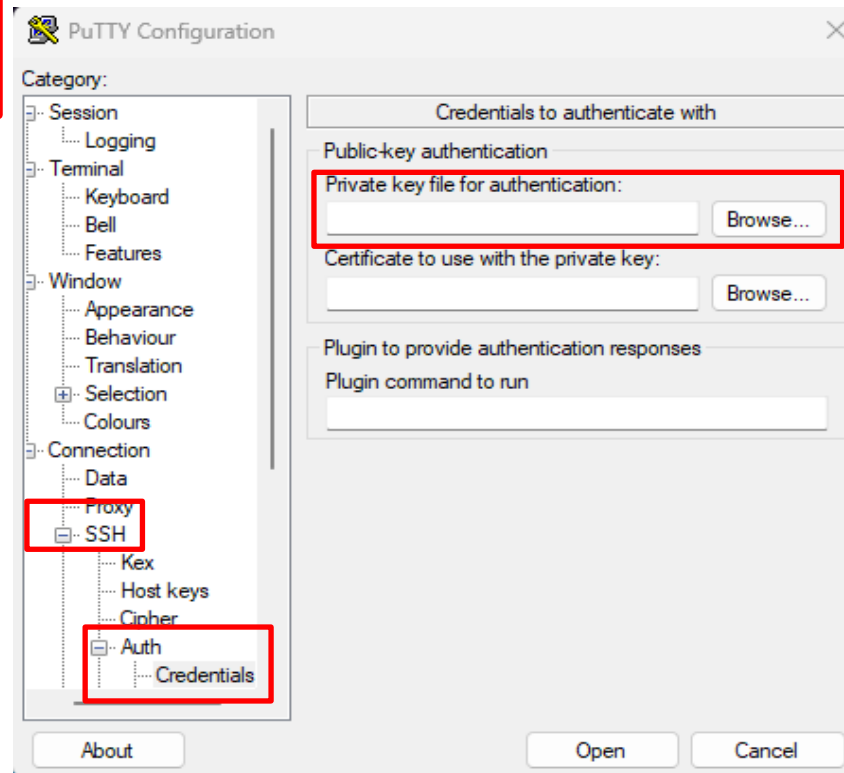 PuTTY Configuration
Category:
Session
Logging
Terminal
Keyboard
Bell
Features
Window
Appearance
Behaviour
Translation
Selection
Colours
Connection
Data
Proxy
SSH
Kex
Host keys
Cipher
Auth
Credentials
Credentials to authenticate with
Public-key authentication
Private key file for authentication:
Browse...
Certificate to use with the private key:
Browse...
Plugin to provide authentication responses
Plugin command to run
About
Open
Cancel